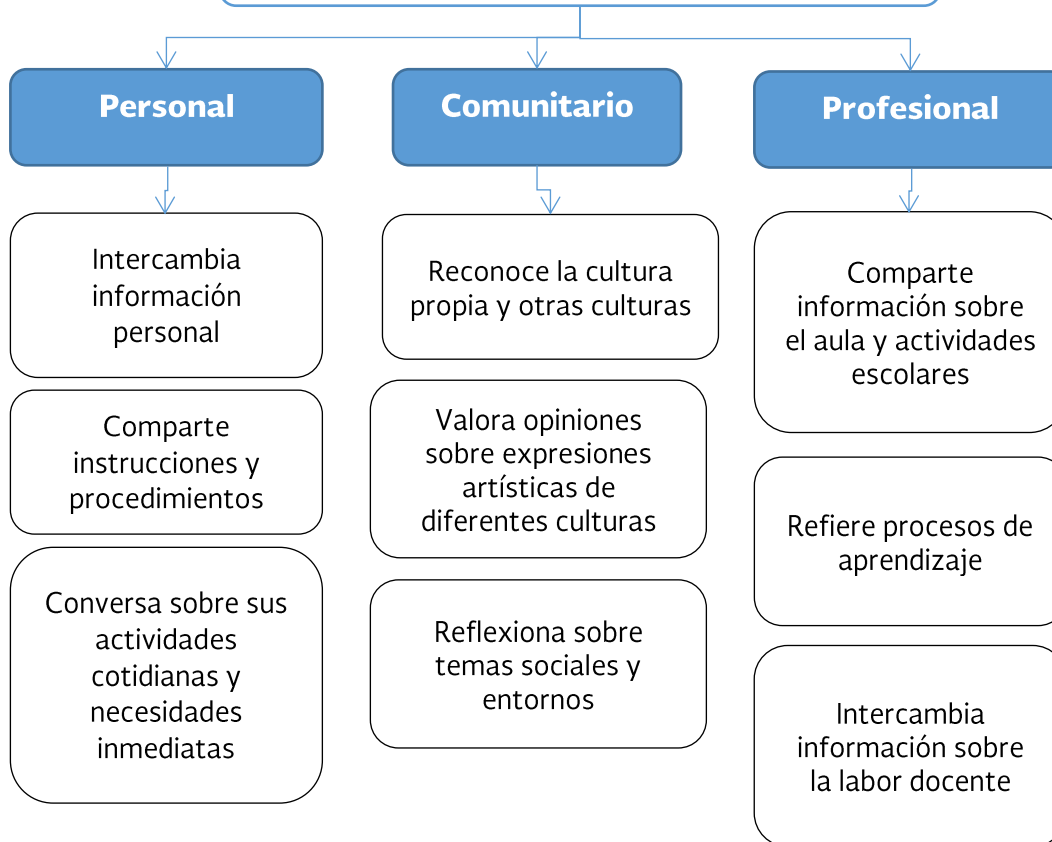 Personal
Intercambia
información
personal
Comparte
instrucciones y
procedimientos
Conversa sobre sus
actividades
cotidianas y
necesidades
inmediatas
Comunitario
Reconoce la cultura
propia y otras culturas
Valora opiniones
sobre expresiones
artísticas de
diferentes culturas
Reflexiona sobre
temas sociales y
entornos
Profesional
Comparte
información sobre
el aula y actividades
escolares
Refiere procesos de
aprendizaje
Intercambia
información sobre
la labor docente